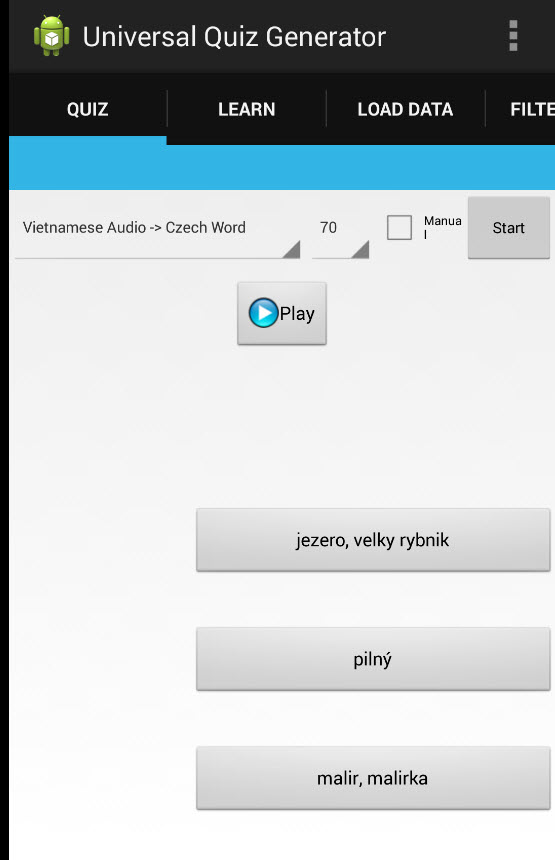 Universal Quiz Generator
QUIZ LEARN LOAD DATA FILTE
Vietnamese Audio -> Czech Word 70 Manua
l Start
Play
jezero, velky rybnik
pilný
malir, malirka